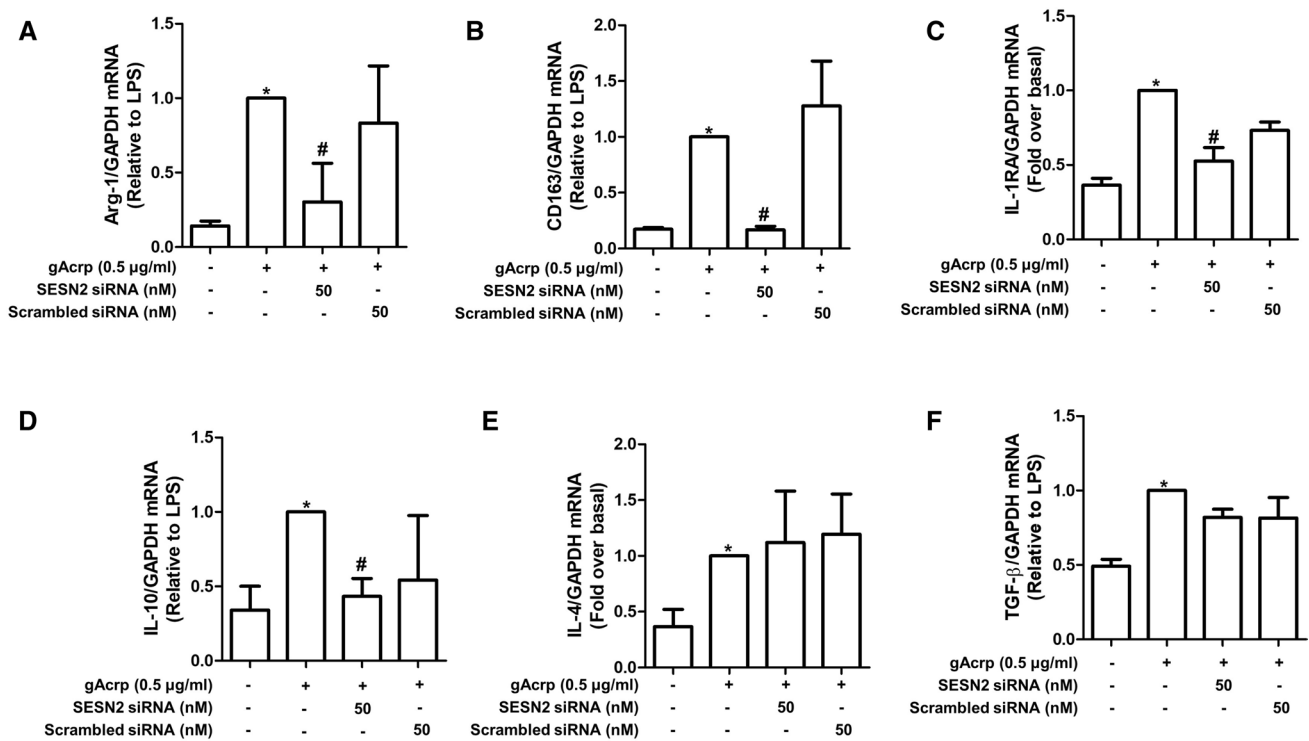 A
Arg-1/GAPDH mRNA
(Relative to LPS)
1.5
1.0
0.5
0.0
*
#
gAcrp (0.5 µg/ml) - + + +
SESN2 siRNA (nM) - - 50 -
Scrambled siRNA (nM) - - - 50
B
CD163/GAPDH mRNA
(Relative to LPS)
2.0
1.5
1.0
0.5
0.0
*
#
gAcrp (0.5 µg/ml) - + + +
SESN2 siRNA (nM) - - 50 -
Scrambled siRNA (nM) - - - 50
C
IL-1RA/GAPDH mRNA
(Fold over basal)
1.5
1.0
0.5
0.0
*
#
gAcrp (0.5 µg/ml) - + + +
SESN2 siRNA (nM) - - 50 -
Scrambled siRNA (nM) - - - 50
D
IL-10/GAPDH mRNA
(Relative to LPS)
1.5
1.0
0.5
0.0
*
#
gAcrp (0.5 µg/ml) - + + +
SESN2 siRNA (nM) - - 50 -
Scrambled siRNA (nM) - - - 50
E
IL-4/GAPDH mRNA
(Fold over basal)
2.0
1.5
1.0
0.5
0.0
*
gAcrp (0.5 µg/ml) - + + +
SESN2 siRNA (nM) - - 50 -
Scrambled siRNA (nM) - - - 50
F
TGF-β/GAPDH mRNA
(Relative to LPS)
1.5
1.0
0.5
0.0
*
gAcrp (0.5 µg/ml) - + + +
SESN2 siRNA (nM) - - 50 -
Scrambled siRNA (nM) - - - 50